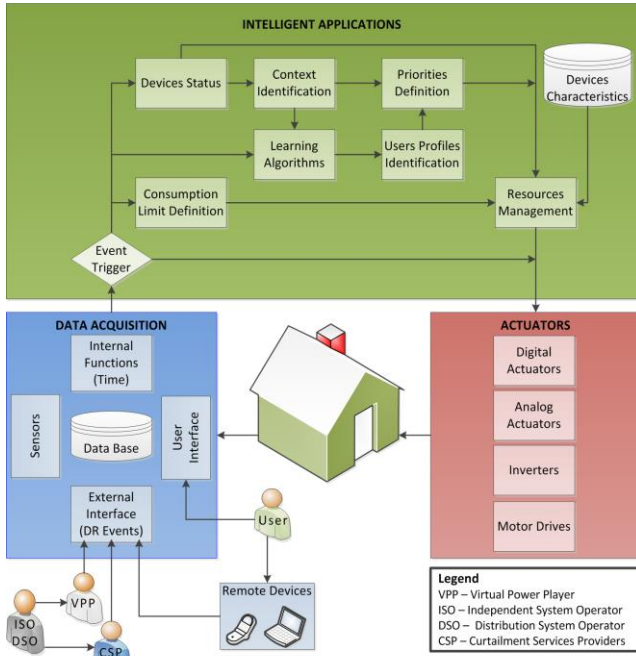 INTELLIGENT APPLICATIONS
Devices Status
Context
Identification
Priorities
Definition
Devices
Characteristics
Learning
Algorithms
Users Profiles
Identification
Consumption
Limit Definition
Resources
Management
Event
Trigger
DATA ACQUISITION
Internal
Functions
(Time)
Sensors
Data Base
User
Interface
External
Interface
(DR Events)
ACTUATORS
Digital
Actuators
Analog
Actuators
Inverters
Motor Drives
User
Remote Devices
VPP
ISO
DSO
CSP
Legend
VPP – Virtual Power Player
ISO – Independent System Operator
DSO – Distribution System Operator
CSP – Curtailment Services Providers